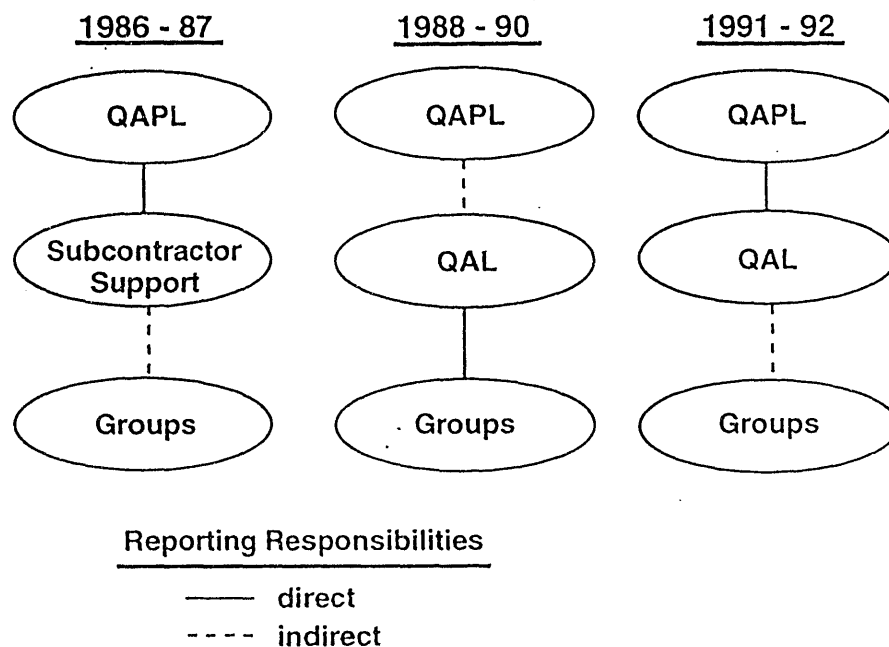 1986 - 87
1988 - 90
1991 - 92
QAPL
QAPL
QAPL
Subcontractor
Support
QAL
QAL
Groups
Groups
Groups
Reporting Responsibilities
direct
indirect